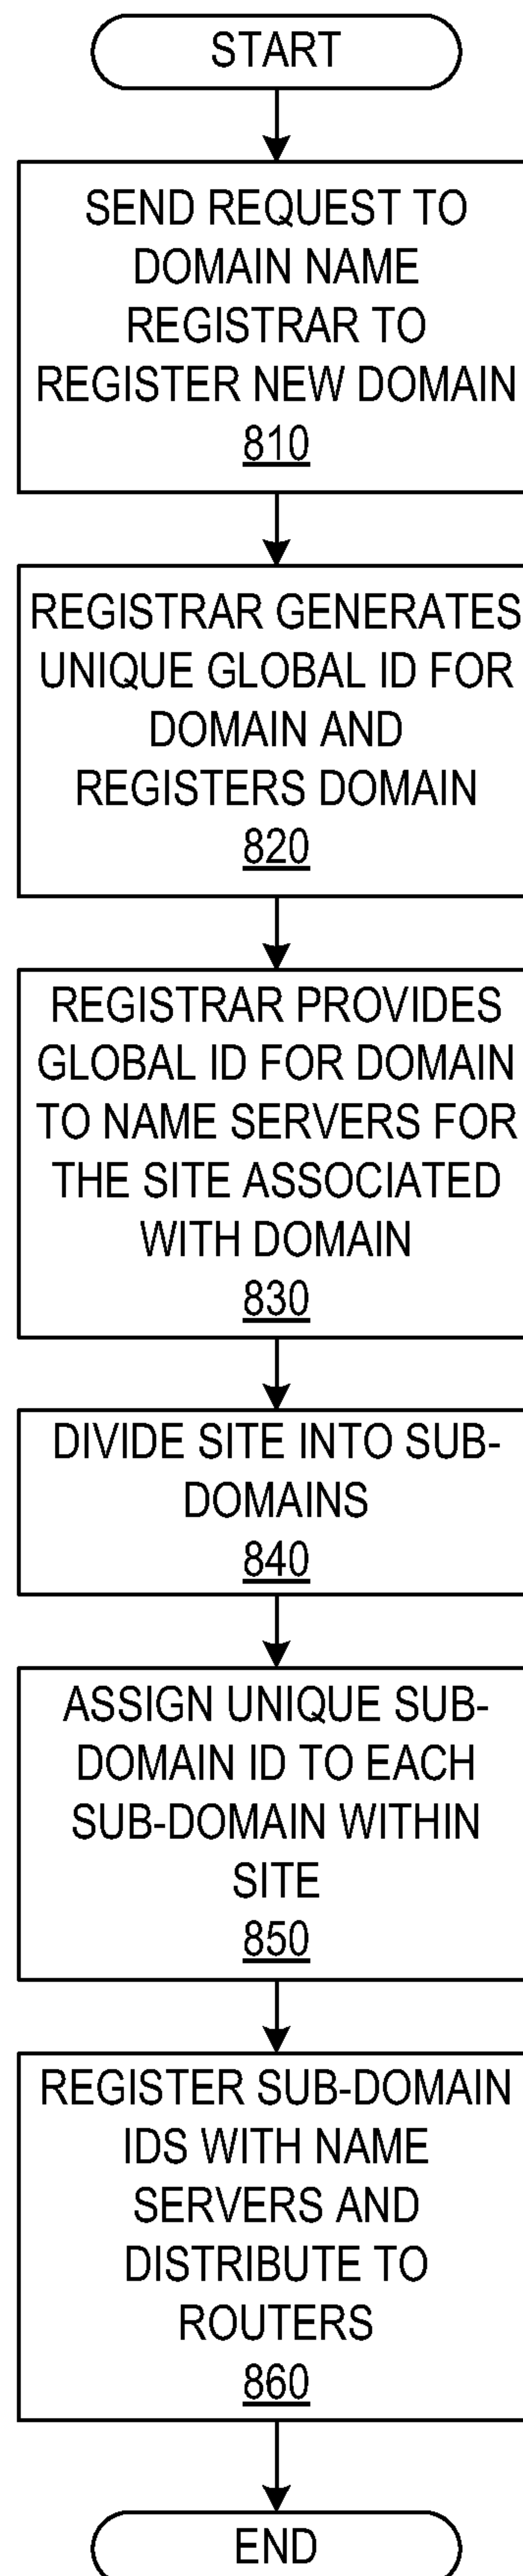 START
SEND REQUEST TO
DOMAIN NAME
REGISTRAR TO
REGISTER NEW DOMAIN
810
REGISTRAR GENERATES
UNIQUE GLOBAL ID FOR
DOMAIN AND
REGISTERS DOMAIN
820
REGISTRAR PROVIDES
GLOBAL ID FOR DOMAIN
TO NAME SERVERS FOR
THE SITE ASSOCIATED
WITH DOMAIN
830
DIVIDE SITE INTO SUB-
DOMAINS
840
ASSIGN UNIQUE SUB-
DOMAIN ID TO EACH
SUB-DOMAIN WITHIN
SITE
850
REGISTER SUB-DOMAIN
IDS WITH NAME
SERVERS AND
DISTRIBUTE TO
ROUTERS
860
END